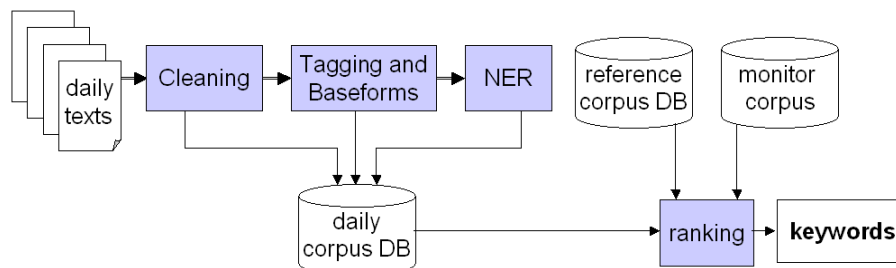 daily
texts
Cleaning
Tagging and
Baseforms
NER
reference
corpus DB
monitor
corpus
daily
corpus DB
ranking
keywords